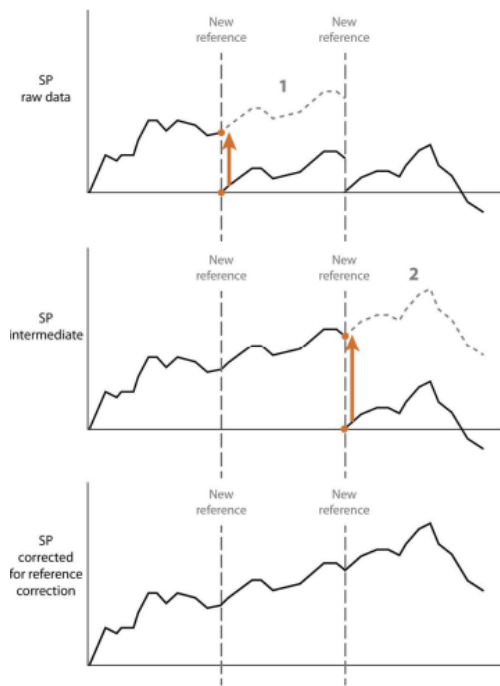 New
reference
New
reference
SP
raw data
1
New
reference
New
reference
2
SP
intermediate
New
reference
New
reference
SP
corrected
for reference
correction